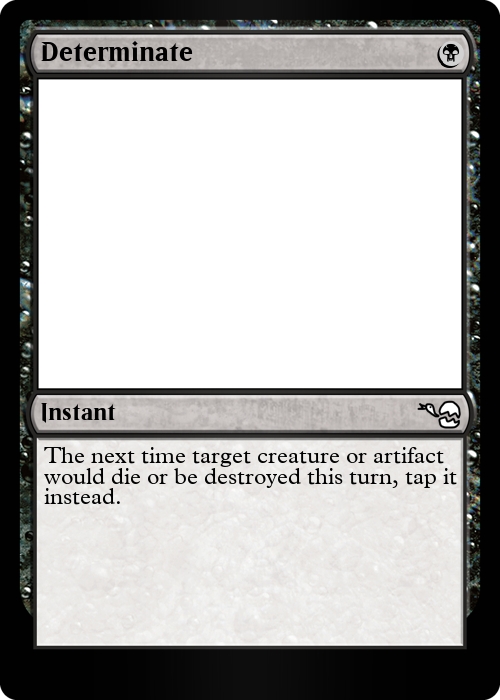 Determinate
Instant
The next time target creature or artifact
would die or be destroyed this turn, tap it
instead.